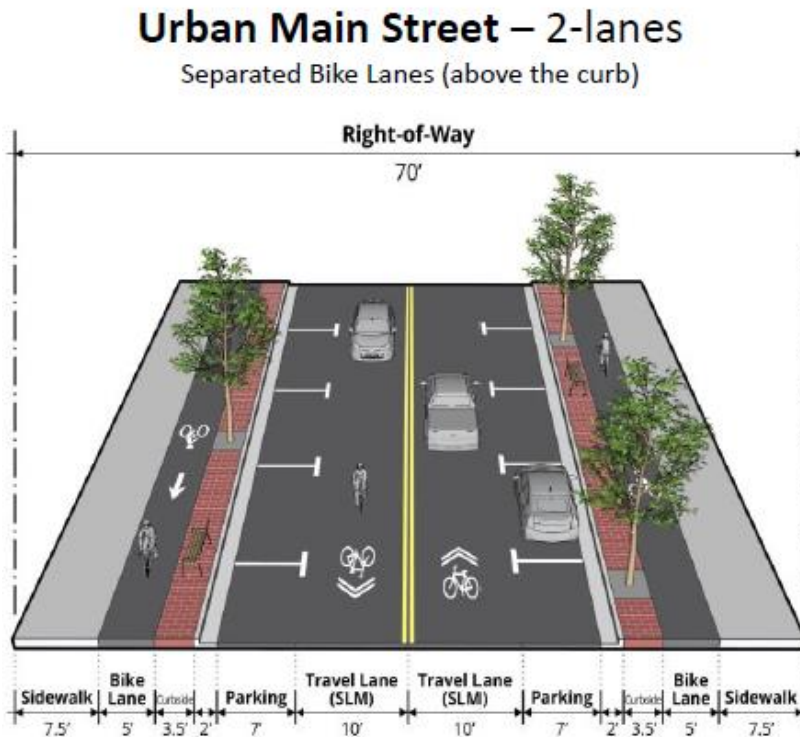 Urban Main Street – 2-lanes
Separated Bike Lanes (above the curb)
Right-of-Way
70'
Sidewalk Bike Lane Curbside Parking Travel Lane (SLM) Travel Lane (SLM) Parking Curbside Bike Lane Sidewalk
7.5' 5' 3.5' 2' 7' 10' 10' 7' 2' 3.5' 5' 7.5'